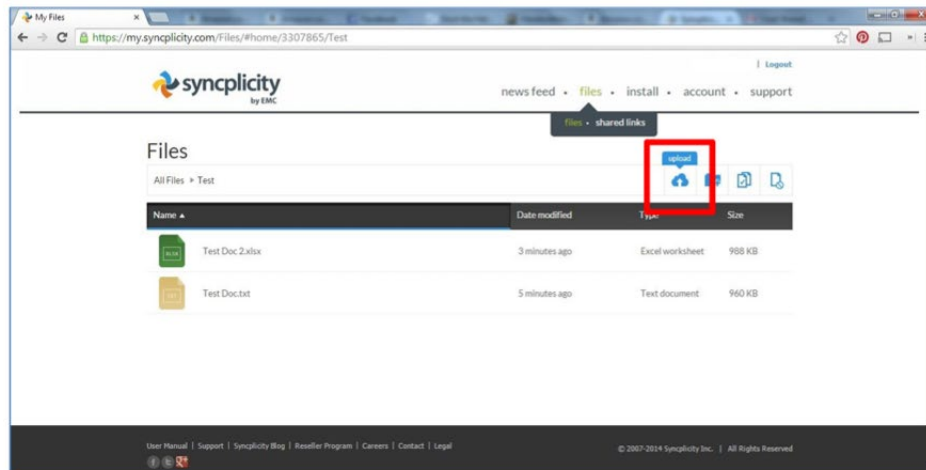 My Files
https://my.syncplicity.com/Files/#home/3307865/Test
| Logout
syncplicity
by EMC
news feed • files • install • account • support
files • shared links
Files
upload
All Files ▸ Test
Name ▲ Date modified Type Size
XLSX Test Doc 2.xlsx 3 minutes ago Excel worksheet 988 KB
TXT Test Doc.txt 5 minutes ago Text document 960 KB
User Manual | Support | Syncplicity Blog | Reseller Program | Careers | Contact | Legal
© 2007-2014 Syncplicity Inc. | All Rights Reserved